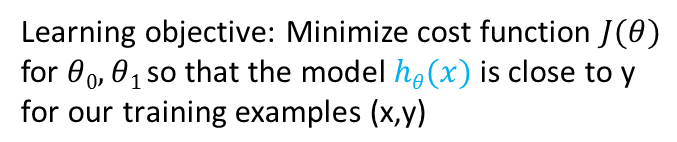 Learning objective: Minimize cost function J(θ)
for θ₀, θ₁ so that the model hθ(x) is close to y
for our training examples (x,y)